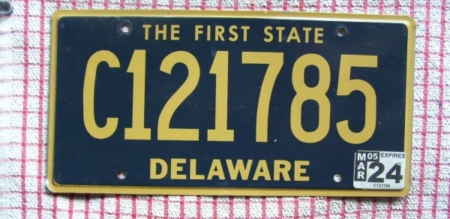 THE FIRST STATE
C121785
DELAWARE
MAR 05 EXPIRES
24